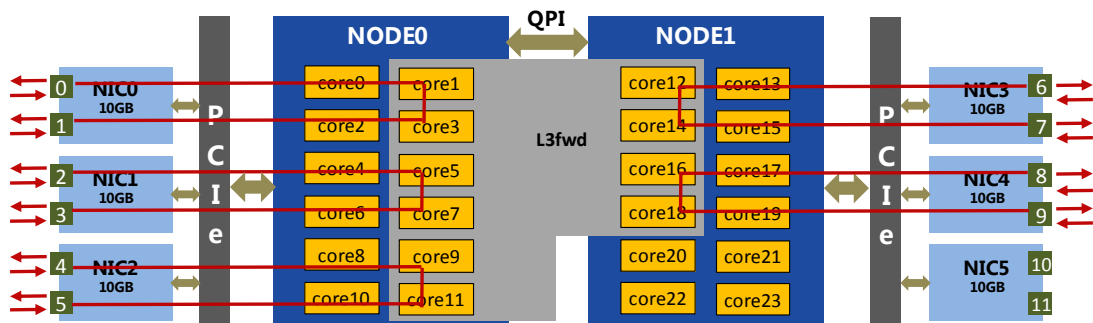 QPI
NODE0
NODE1
core0
core1
core12
core13
0
NIC0
10GB
NIC3
10GB
6
1
core2
core3
core14
core15
7
PCIe
L3fwd
PCIe
2
NIC1
10GB
core4
core5
core16
core17
NIC4
10GB
8
3
core6
core7
core18
core19
9
4
NIC2
10GB
core8
core9
core20
core21
NIC5
10GB
10
5
core10
core11
core22
core23
11